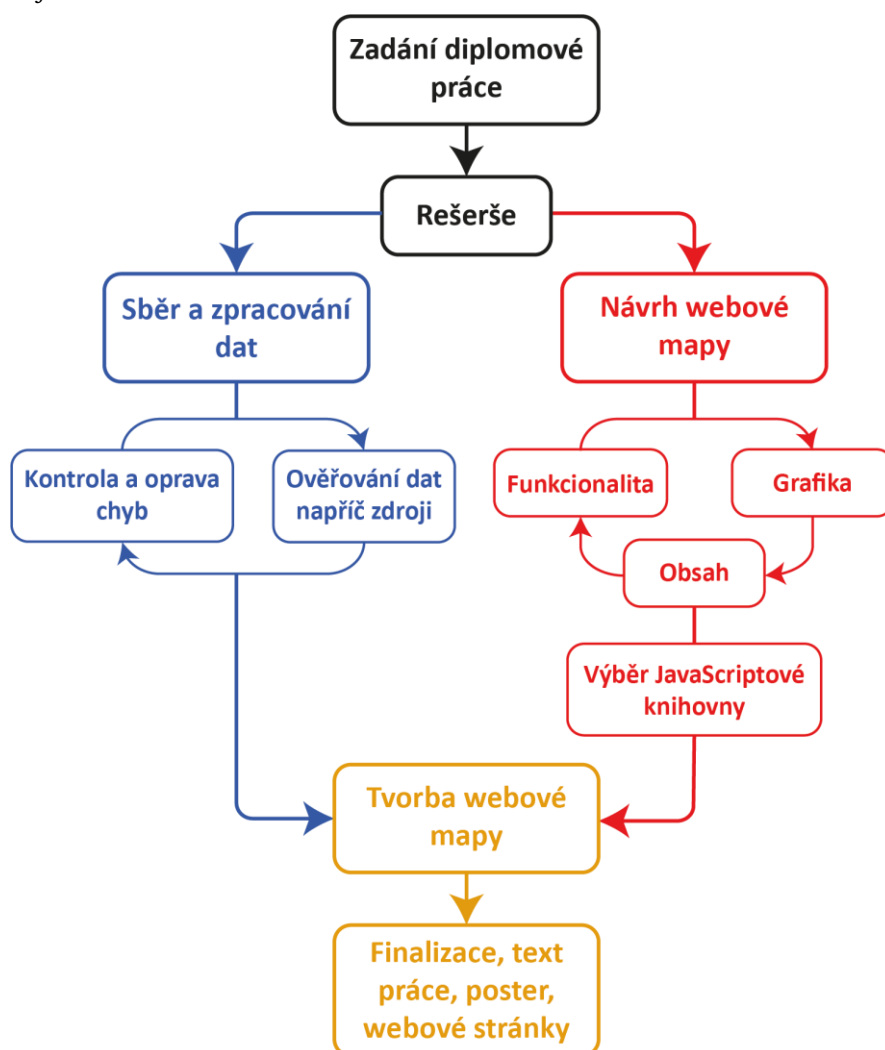 Zadání diplomové
práce
Rešerše
Sběr a zpracování
dat
Návrh webové
mapy
Kontrola a oprava
chyb
Ověřování dat
napříč zdroji
Funkcionalita
Grafika
Obsah
Výběr JavaScriptové
knihovny
Tvorba webové
mapy
Finalizace, text
práce, poster,
webové stránky